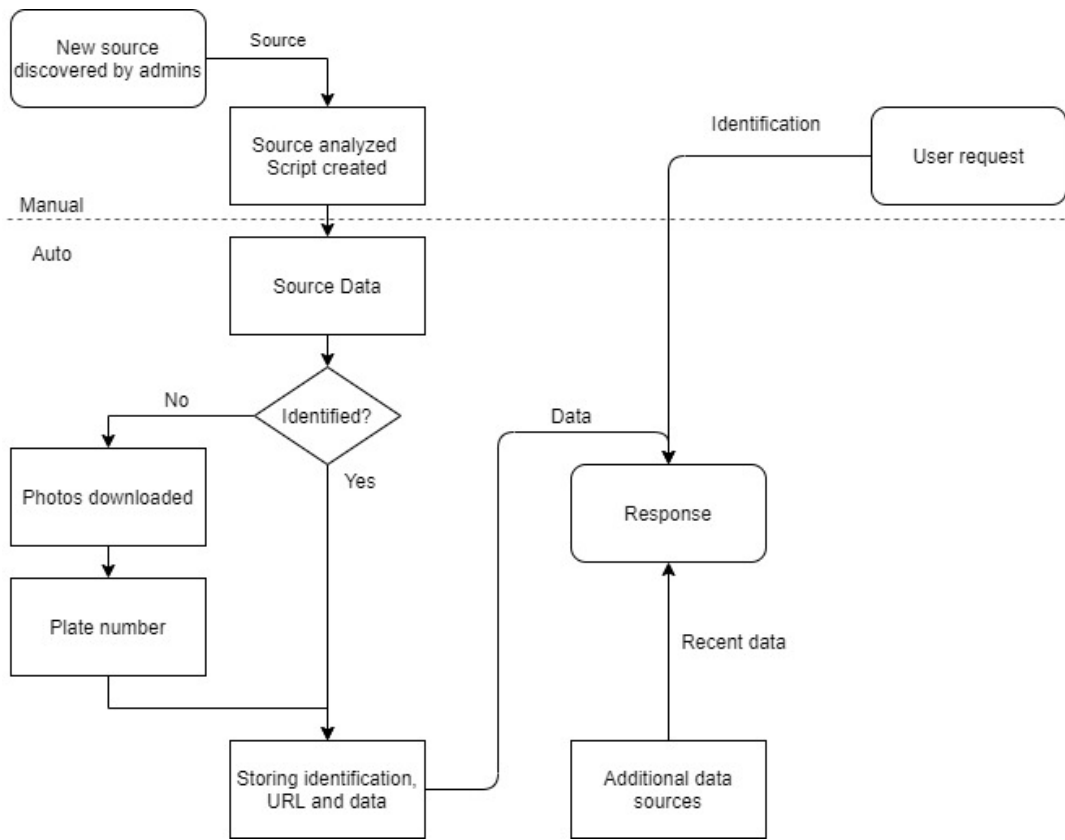 New source
discovered by admins
Source
Source analyzed
Script created
Identification
User request
Manual
Auto
Source Data
No
Identified?
Data
Yes
Photos downloaded
Response
Plate number
Recent data
Storing identification,
URL and data
Additional data
sources